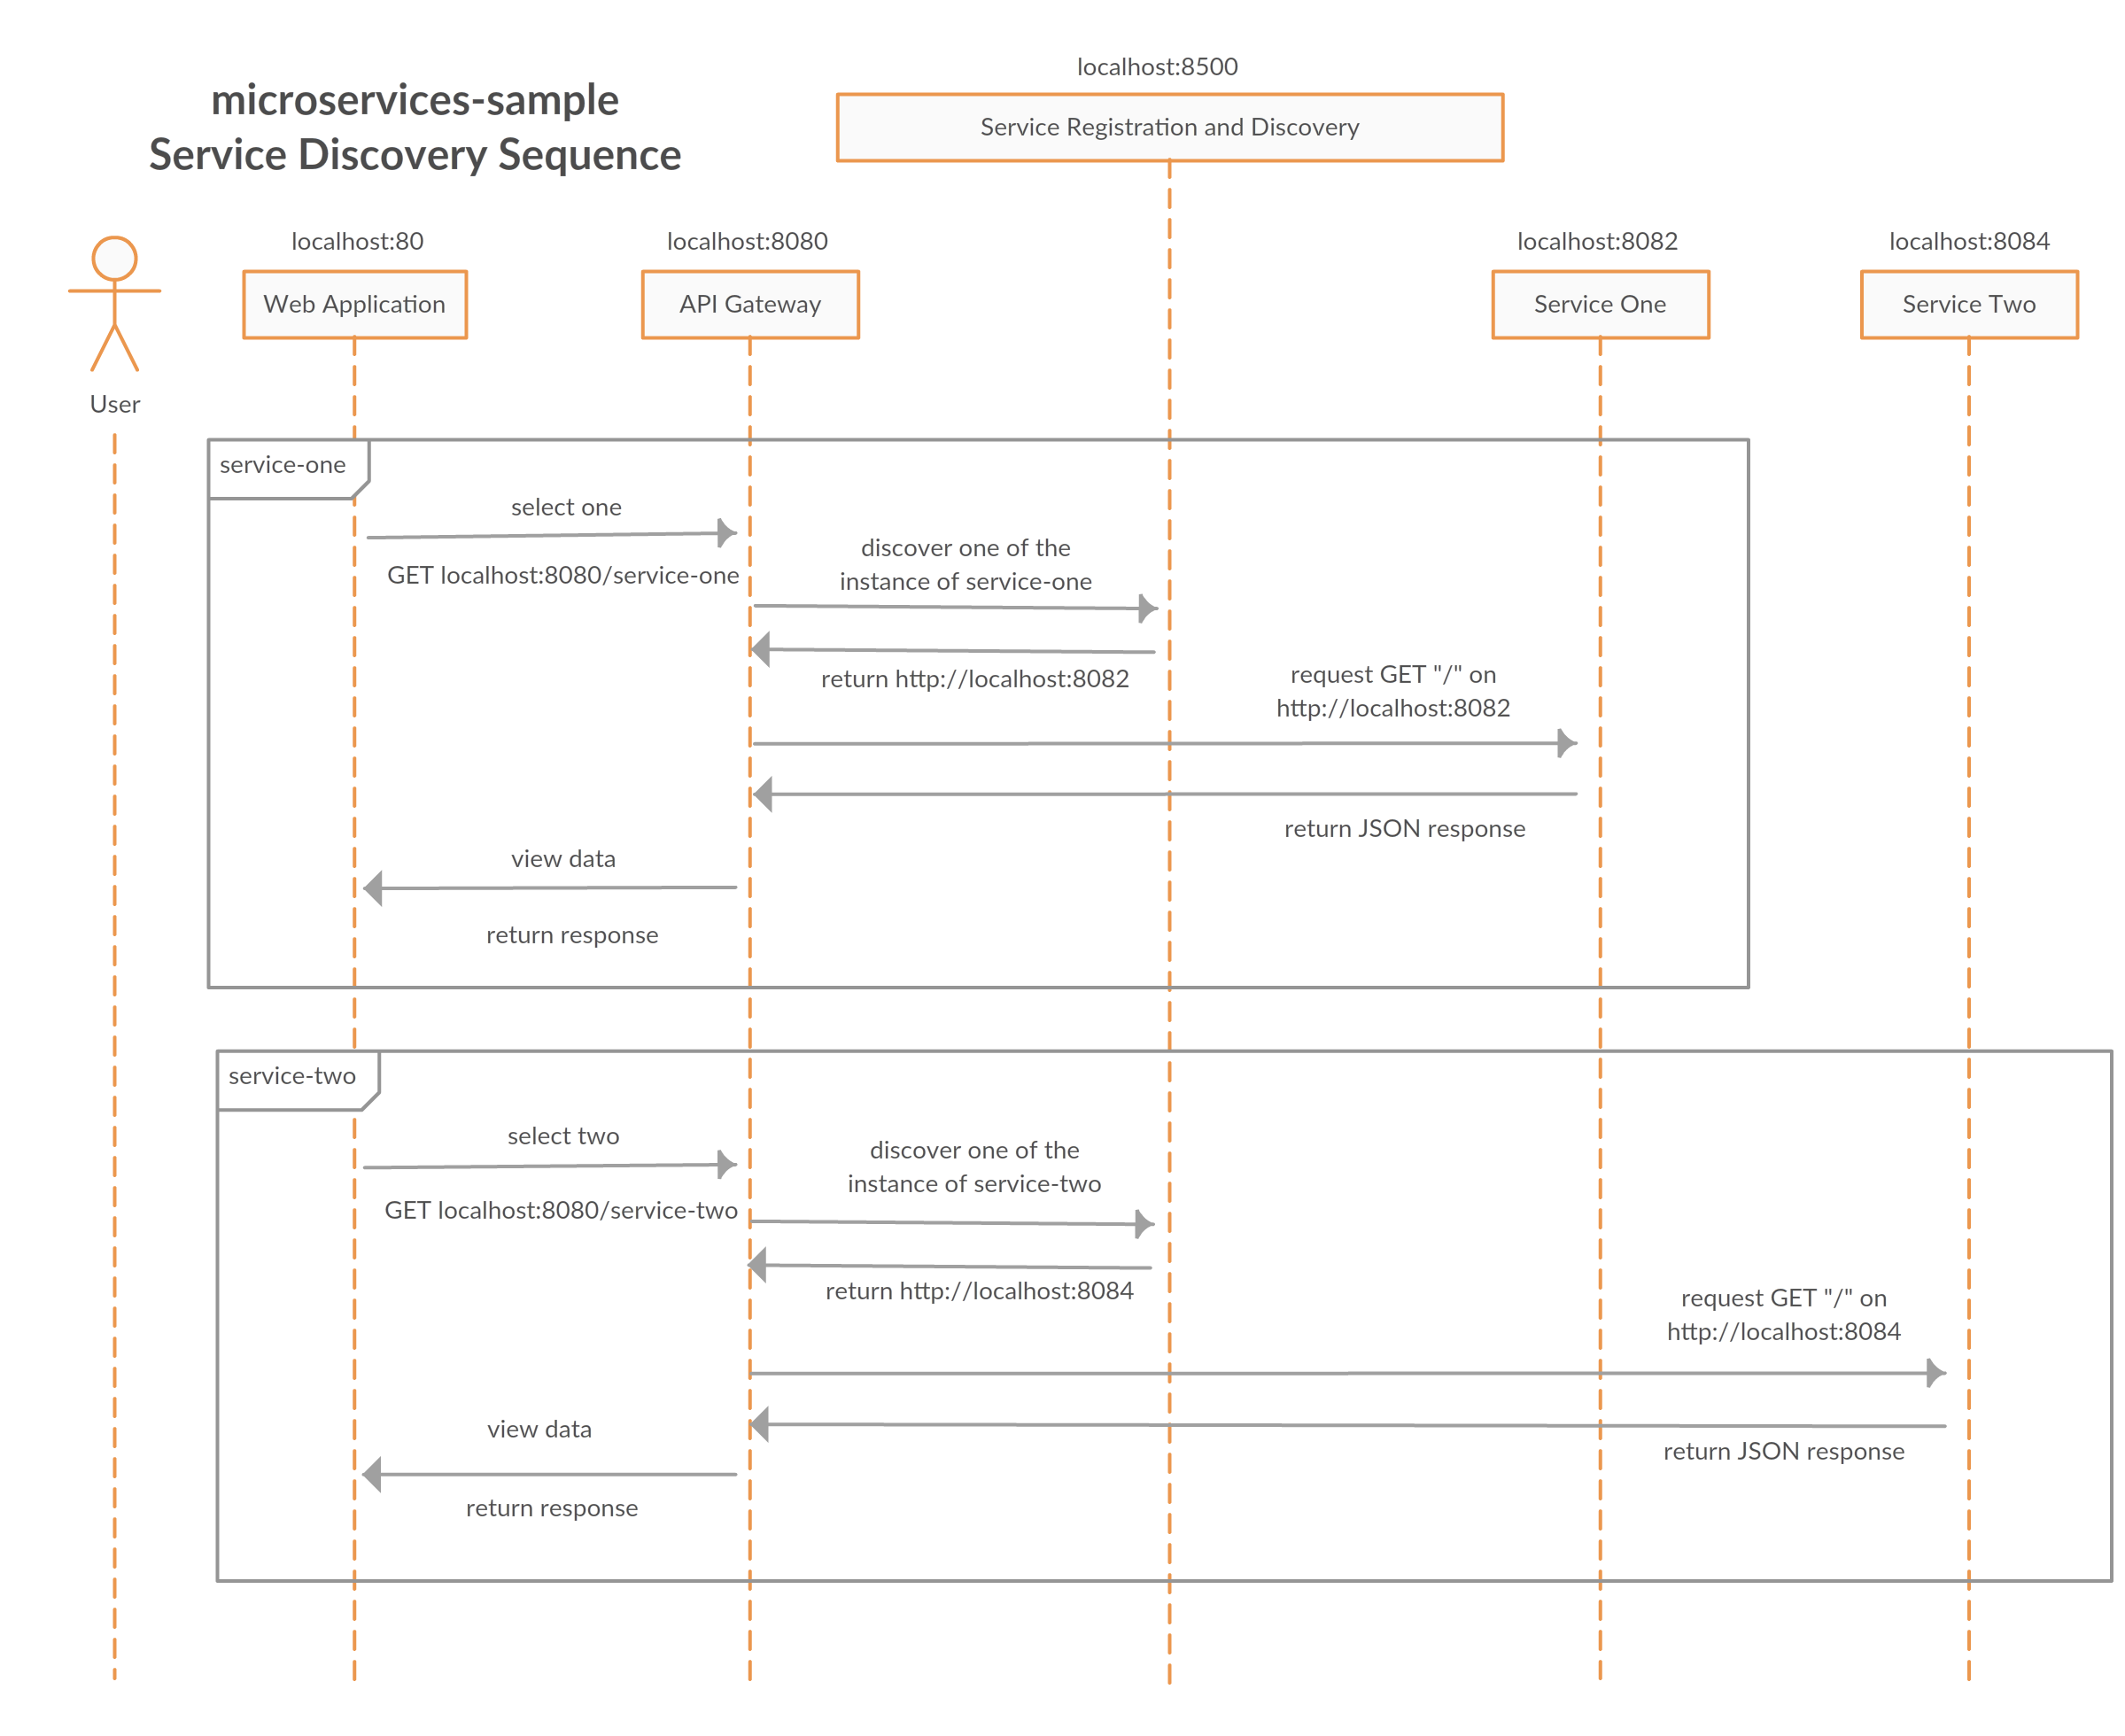 localhost:8500
microservices-sample
Service Discovery Sequence
Service Registration and Discovery
localhost:80
localhost:8080
localhost:8082
localhost:8084
Web Application
API Gateway
Service One
Service Two
User
service-one
select one
GET localhost:8080/service-one
discover one of the
instance of service-one
return http://localhost:8082
request GET "/" on
http://localhost:8082
return JSON response
view data
return response
service-two
select two
GET localhost:8080/service-two
discover one of the
instance of service-two
return http://localhost:8084
request GET "/" on
http://localhost:8084
return JSON response
view data
return response